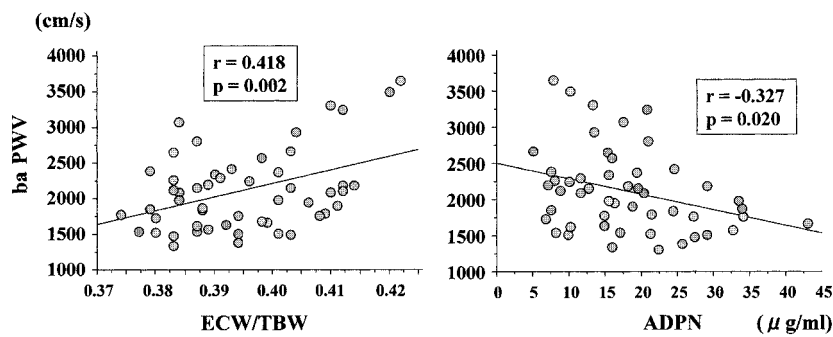 (cm/s)
4000
3500
3000
2500
2000
1500
1000
ba PWV
r = 0.418
p = 0.002
0.37 0.38 0.39 0.40 0.41 0.42
ECW/TBW
4000
3500
3000
2500
2000
1500
1000
r = -0.327
p = 0.020
0 5 10 15 20 25 30 35 40 45
ADPN (μg/ml)